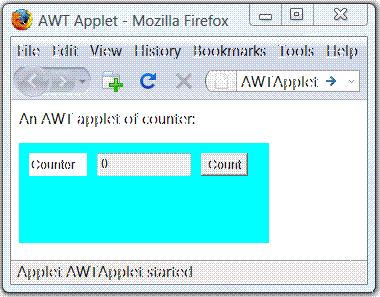 AWT Applet - Mozilla Firefox
File Edit View History Bookmarks Tools Help
AWTApplet
An AWT applet of counter:
Counter 0 Count
Applet AWTApplet started